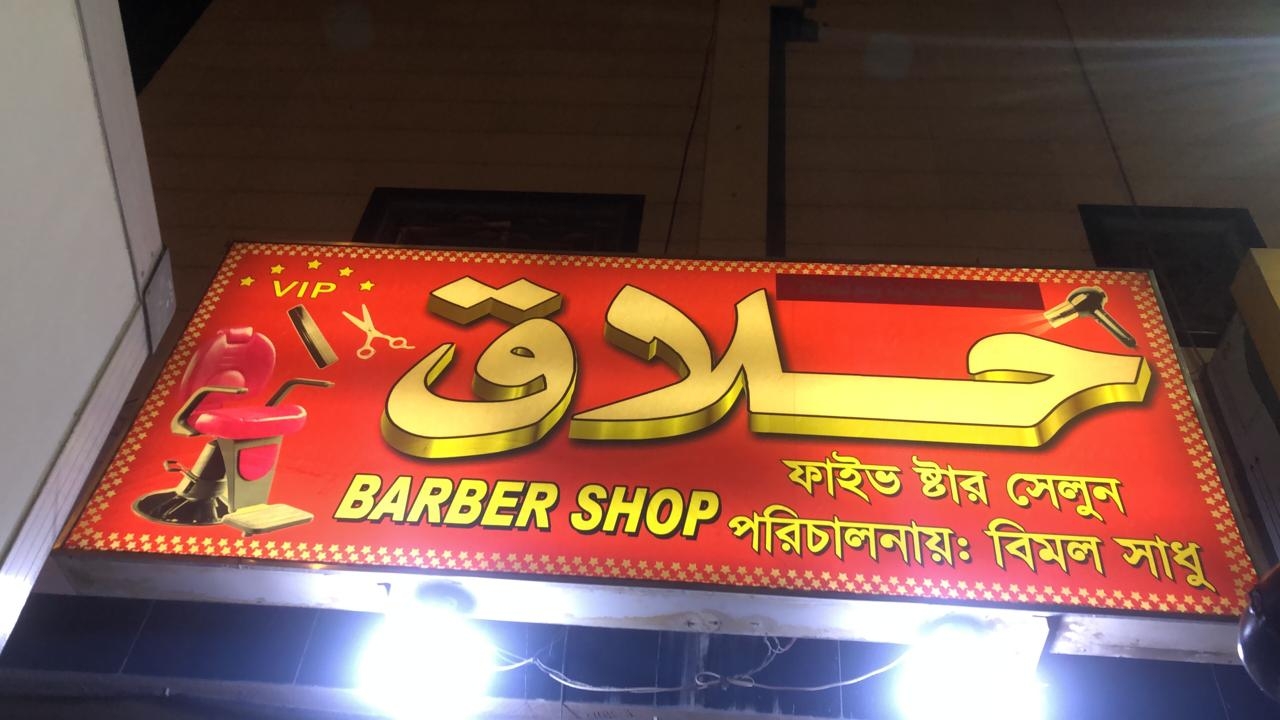 VIP
حلاق
BARBER SHOP
ফাইভ ষ্টার সেলুন
পরিচালনায়ঃ বিমল সাধু